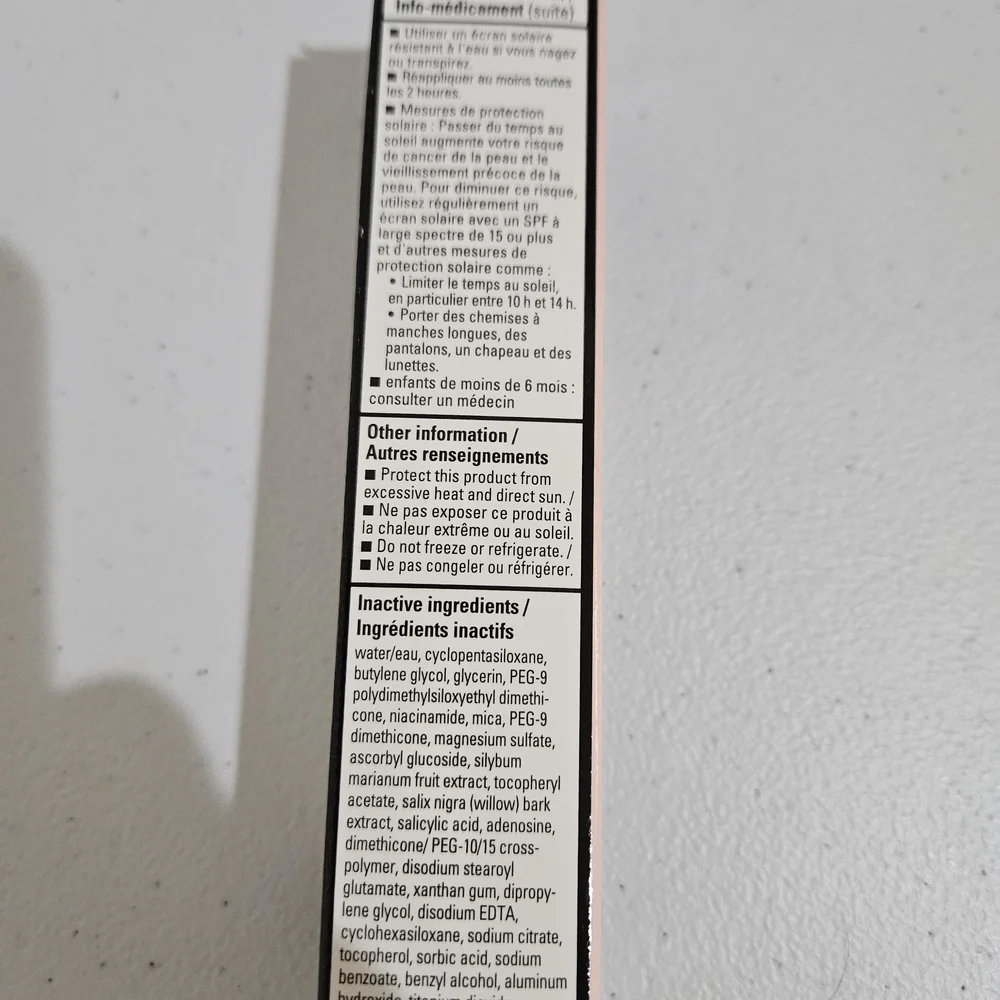 Info-médicament (suite)
■ Utiliser un écran solaire
résistant à l'eau si vous nagez
ou transpirez.
■ Réappliquer au moins toutes
les 2 heures.
■ Mesures de protection
solaire : Passer du temps au
soleil augmente votre risque
de cancer de la peau et le
vieillissement précoce de la
peau. Pour diminuer ce risque,
utilisez régulièrement un
écran solaire avec un SPF à
large spectre de 15 ou plus
et d'autres mesures de
protection solaire comme :
• Limiter le temps au soleil,
en particulier entre 10 h et 14 h.
• Porter des chemises à
manches longues, des
pantalons, un chapeau et des
lunettes.
■ enfants de moins de 6 mois :
consulter un médecin
Other information /
Autres renseignements
■ Protect this product from
excessive heat and direct sun. /
■ Ne pas exposer ce produit à
la chaleur extrême ou au soleil.
■ Do not freeze or refrigerate. /
■ Ne pas congeler ou réfrigérer.
Inactive ingredients /
Ingrédients inactifs
water/eau, cyclopentasiloxane,
butylene glycol, glycerin, PEG-9
polydimethylsiloxyethyl dimethi-
cone, niacinamide, mica, PEG-9
dimethicone, magnesium sulfate,
ascorbyl glucoside, silybum
marianum fruit extract, tocopheryl
acetate, salix nigra (willow) bark
extract, salicylic acid, adenosine,
dimethicone/ PEG-10/15 cross-
polymer, disodium stearoyl
glutamate, xanthan gum, dipropy-
lene glycol, disodium EDTA,
cyclohexasiloxane, sodium citrate,
tocopherol, sorbic acid, sodium
benzoate, benzyl alcohol, aluminum
hydroxide, titanium